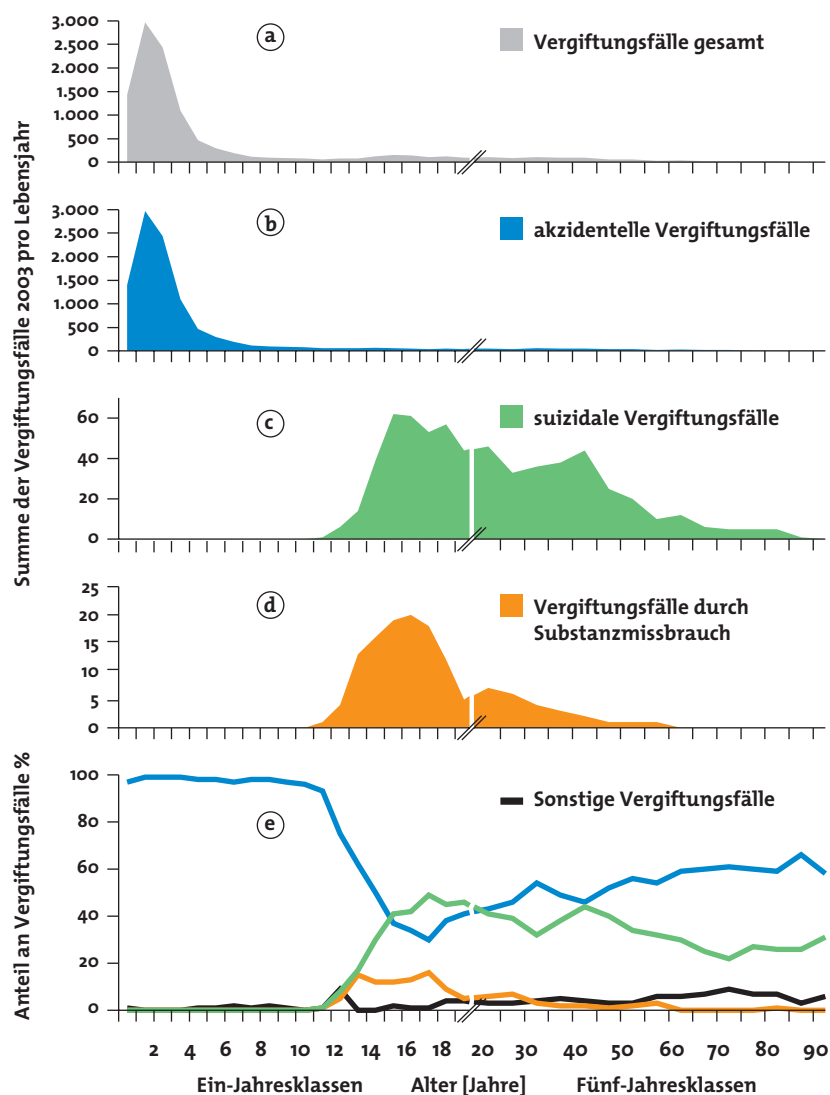 Summe der Vergiftungsfälle 2003 pro Lebensjahr
3.000
2.500
2.000
1.500
1.000
500
0
a
Vergiftungsfälle gesamt
3.000
2.500
2.000
1.500
1.000
500
0
b
akzidentelle Vergiftungsfälle
60
40
20
0
c
suizidale Vergiftungsfälle
25
20
15
10
5
0
d
Vergiftungsfälle durch
Substanzmissbrauch
Anteil an Vergiftungsfälle %
100
80
60
40
20
0
e
Sonstige Vergiftungsfälle
2 4 6 8 10 12 14 16 18 20 30 40 50 60 70 80 90
Ein-Jahresklassen Alter [Jahre] Fünf-Jahresklassen